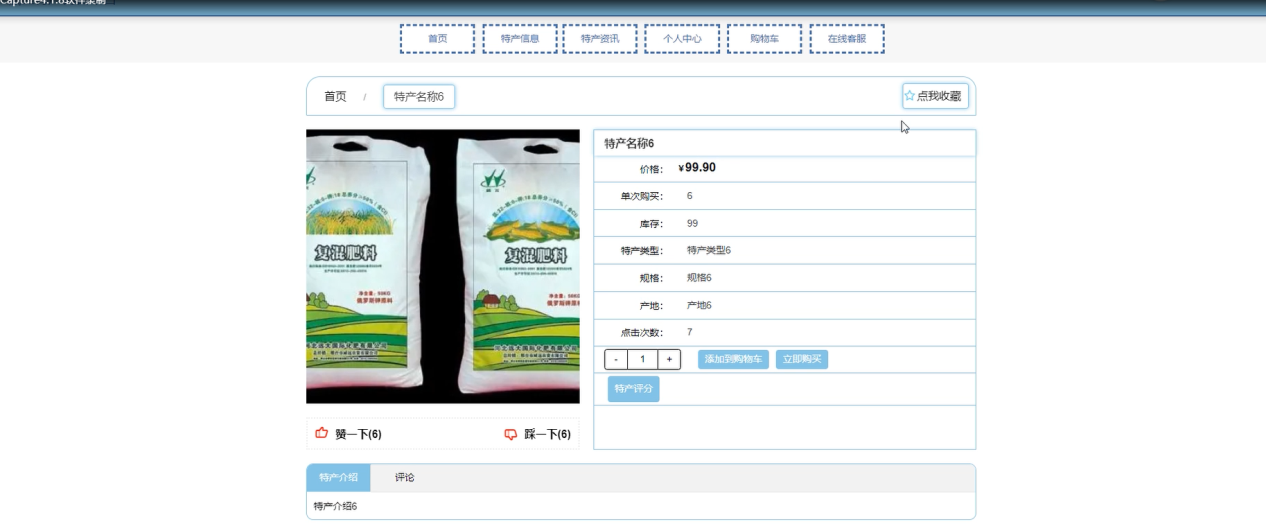 首页 特产信息 特产资讯 个人中心 购物车 在线客服
首页 / 特产名称6 点我收藏
复混肥料
复混肥料
特产名称6
价格: ¥99.90
单次购买: 6
库存: 99
特产类型: 特产类型6
规格: 规格6
产地: 产地6
点击次数: 7
- 1 + 添加到购物车 立即购买
特产评分
赞一下(6) 踩一下(6)
特产介绍 评论
特产介绍6